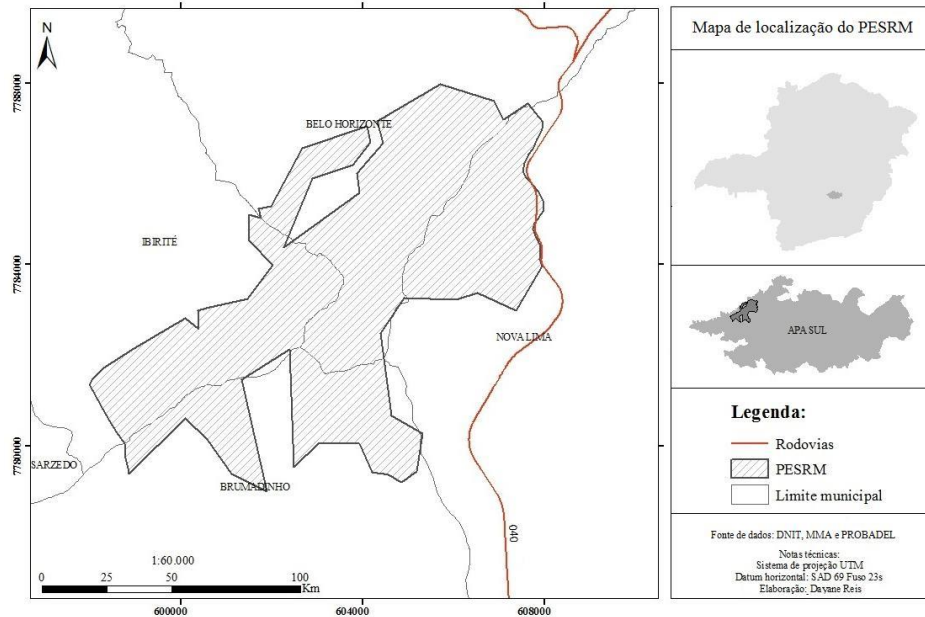 N
7788000
7784000
7780000
BELO HORIZONTE
IBIRITÉ
NOVA LIMA
SARZEDO
BRUMADINHO
040
1:60.000
0 25 50 100
Km
600000 604000 608000
Mapa de localização do PESRM
APA SUL
Legenda:
Rodovias
PESRM
Limite municipal
Fonte de dados: DNIT, MMA e PROBADEL
Notas técnicas:
Sistema de projeção UTM
Datum horizontal: SAD 69 Fuso 23s
Elaboração: Dayane Reis